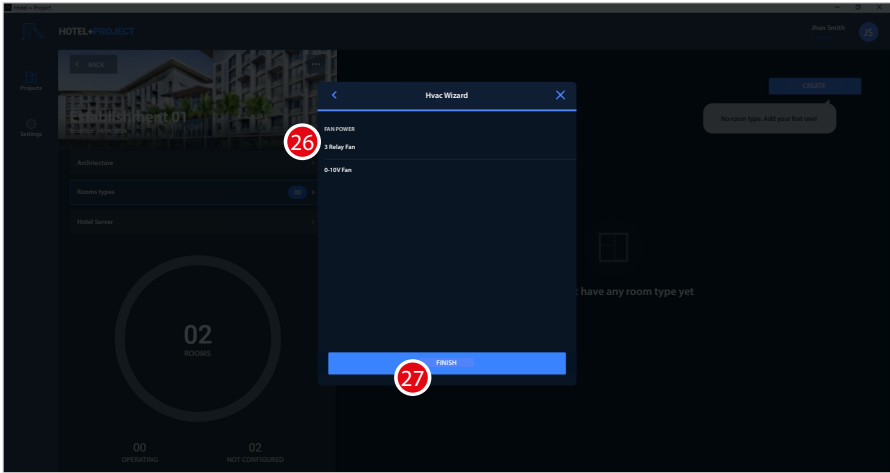 Hotel + Project
HOTEL+PROJECT
Jhon Smith
JS
Projects
Settings
BACK
Establishment 01
Architecture
Rooms types
Hotel Server
02
ROOMS
00
OPERATING
02
NOT CONFIGURED
Hvac Wizard
FAN POWER
26
3 Relay Fan
0-10V Fan
FINISH
27
CREATE
No room type. Add your first one!
have any room type yet